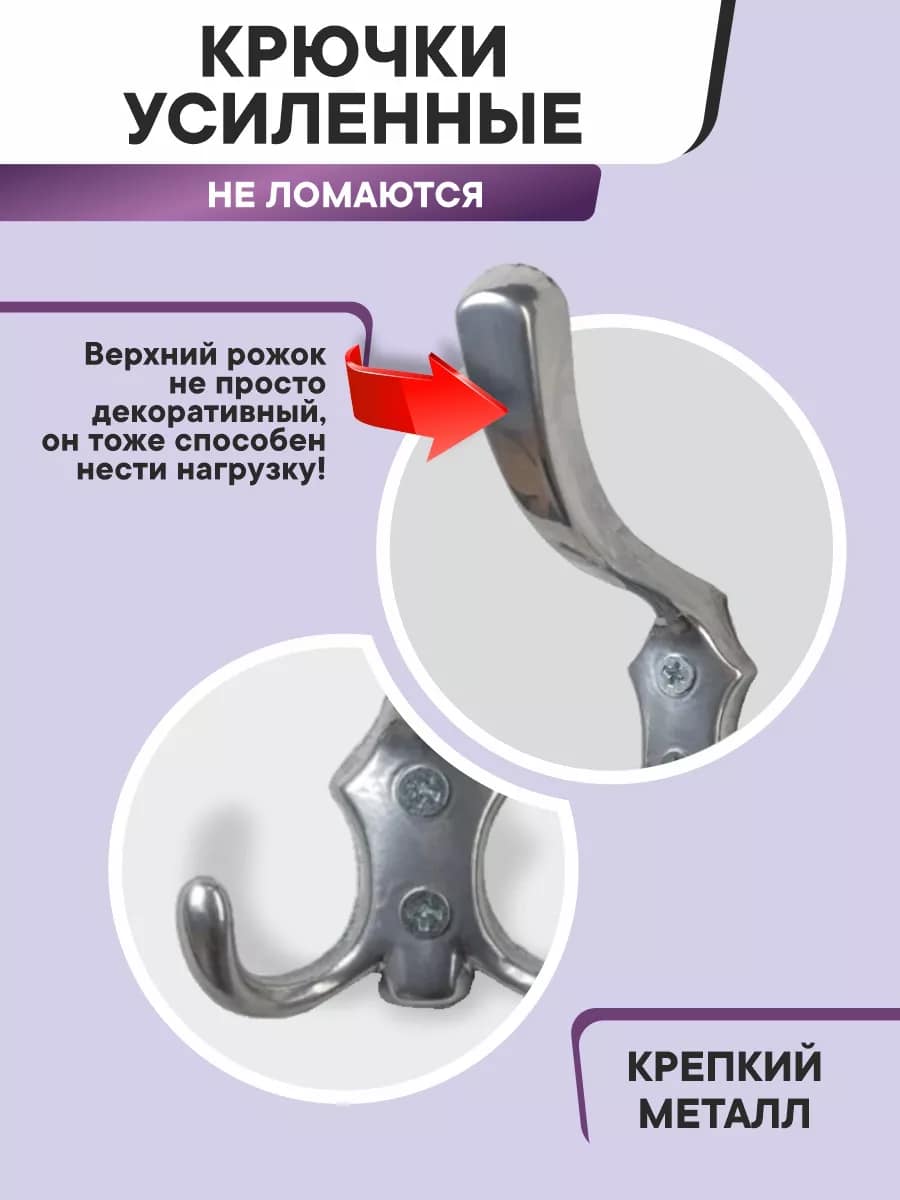 КРЮЧКИ
УСИЛЕННЫЕ
НЕ ЛОМАЮТСЯ
Верхний рожок
не просто
декоративный,
он тоже способен
нести нагрузку!
КРЕПКИЙ
МЕТАЛЛ